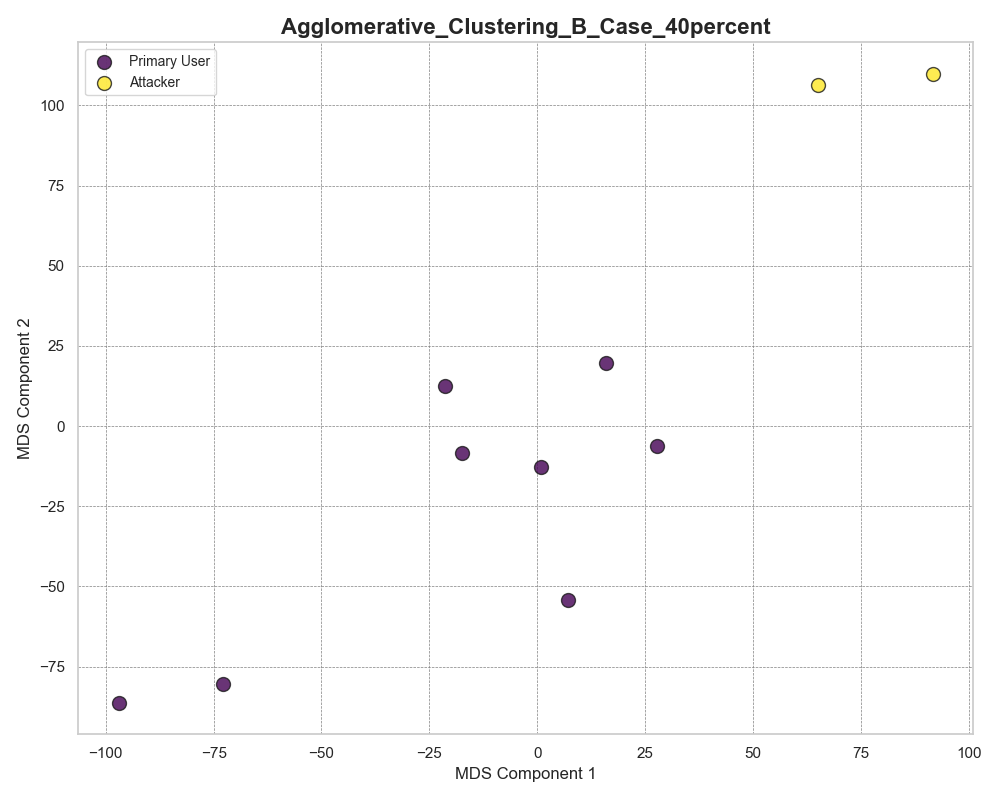 Agglomerative_Clustering_B_Case_40percent
Primary User
Attacker
100
75
50
25
0
−25
−50
−75
MDS Component 2
−100 −75 −50 −25 0 25 50 75 100
MDS Component 1